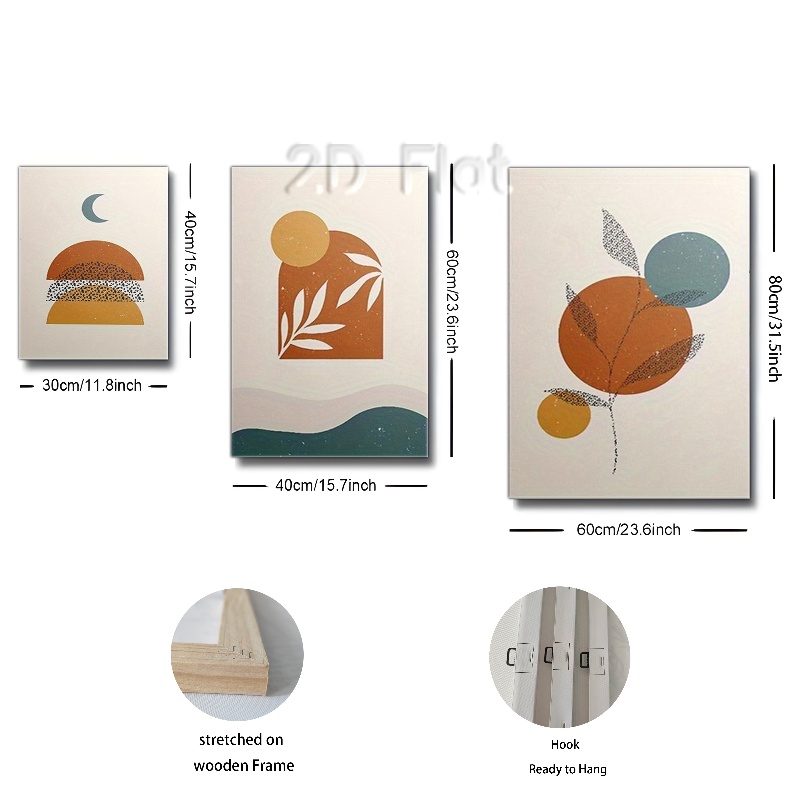 2D Flat
40cm/15.7inch
60cm/23.6inch
80cm/31.5inch
30cm/11.8inch
40cm/15.7inch
60cm/23.6inch
stretched on
wooden Frame
Hook
Ready to Hang